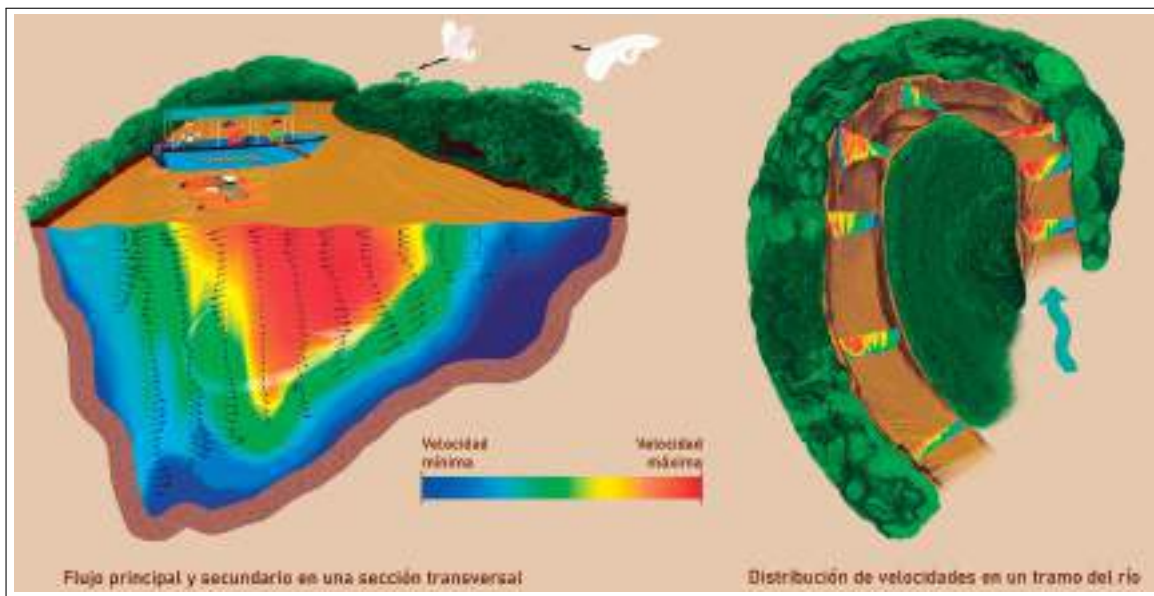 Velocidad
mínima
Velocidad
máxima
Flujo principal y secundario en una sección transversal
Distribución de velocidades en un tramo del río